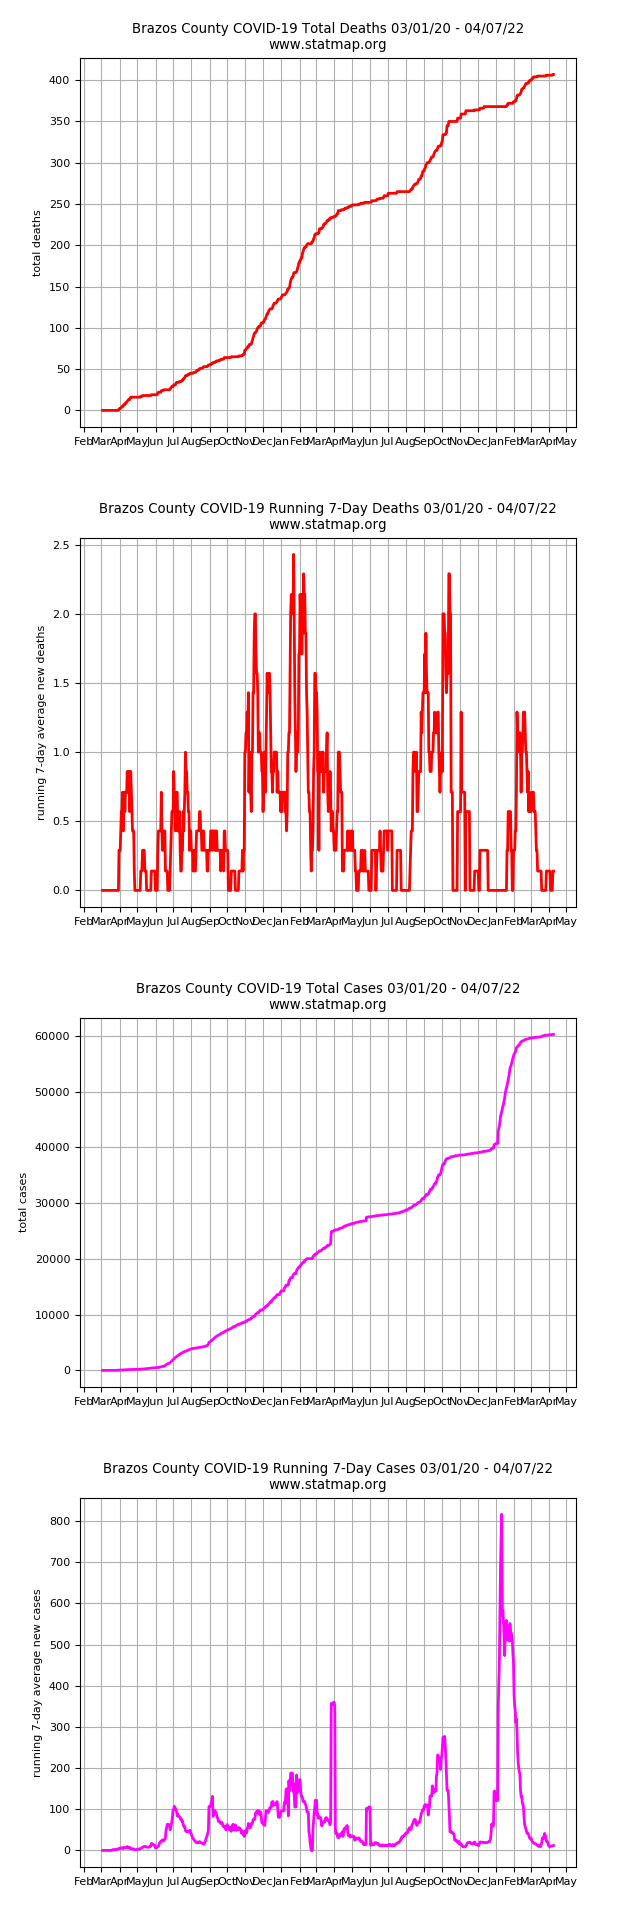 Brazos County COVID-19 Total Deaths 03/01/20 - 04/07/22
www.statmap.org
400
350
300
250
200
150
100
50
0
total deaths
Feb Mar Apr May Jun Jul Aug Sep Oct Nov Dec Jan Feb Mar Apr May Jun Jul Aug Sep Oct Nov Dec Jan Feb Mar Apr May
Brazos County COVID-19 Running 7-Day Deaths 03/01/20 - 04/07/22
www.statmap.org
2.5
2.0
1.5
1.0
0.5
0.0
running 7-day average new deaths
Feb Mar Apr May Jun Jul Aug Sep Oct Nov Dec Jan Feb Mar Apr May Jun Jul Aug Sep Oct Nov Dec Jan Feb Mar Apr May
Brazos County COVID-19 Total Cases 03/01/20 - 04/07/22
www.statmap.org
60000
50000
40000
30000
20000
10000
0
total cases
Feb Mar Apr May Jun Jul Aug Sep Oct Nov Dec Jan Feb Mar Apr May Jun Jul Aug Sep Oct Nov Dec Jan Feb Mar Apr May
Brazos County COVID-19 Running 7-Day Cases 03/01/20 - 04/07/22
www.statmap.org
800
700
600
500
400
300
200
100
0
running 7-day average new cases
Feb Mar Apr May Jun Jul Aug Sep Oct Nov Dec Jan Feb Mar Apr May Jun Jul Aug Sep Oct Nov Dec Jan Feb Mar Apr May